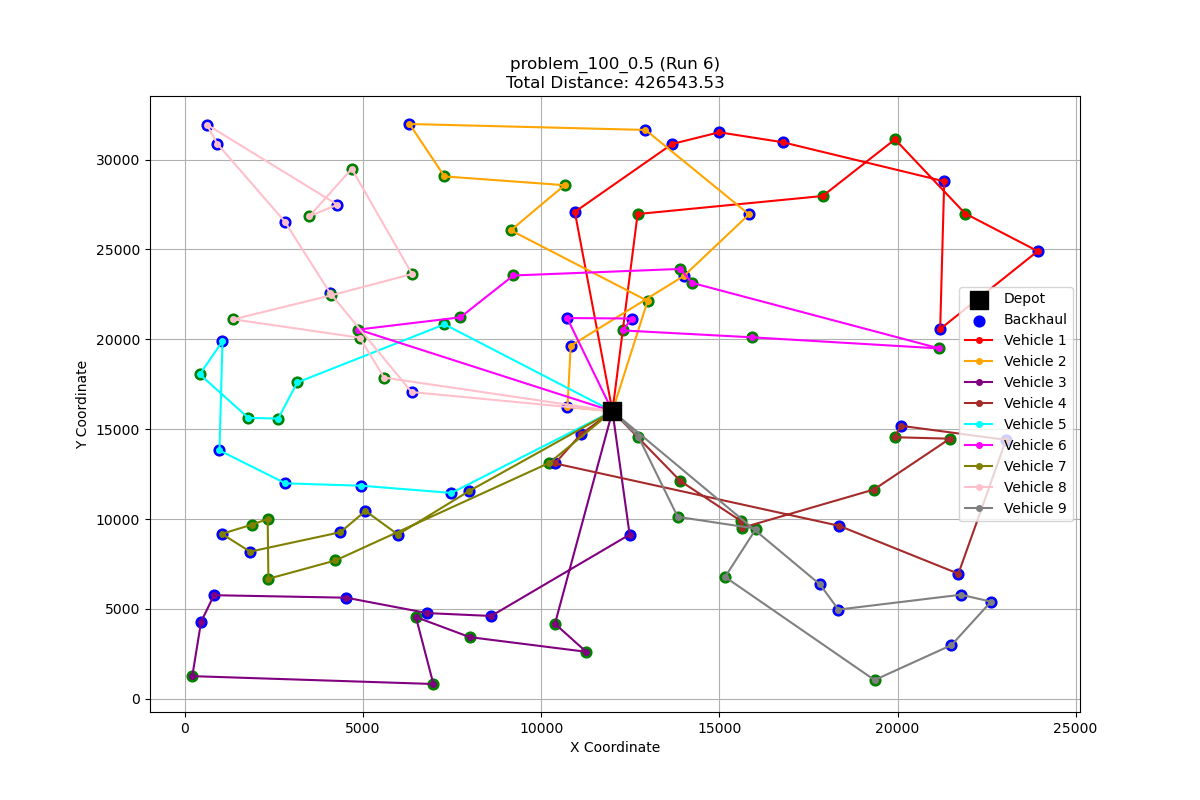 problem_100_0.5 (Run 6)
Total Distance: 426543.53
Y Coordinate
30000
25000
20000
15000
10000
5000
0
Depot
Backhaul
Vehicle 1
Vehicle 2
Vehicle 3
Vehicle 4
Vehicle 5
Vehicle 6
Vehicle 7
Vehicle 8
Vehicle 9
0 5000 10000 15000 20000 25000
X Coordinate